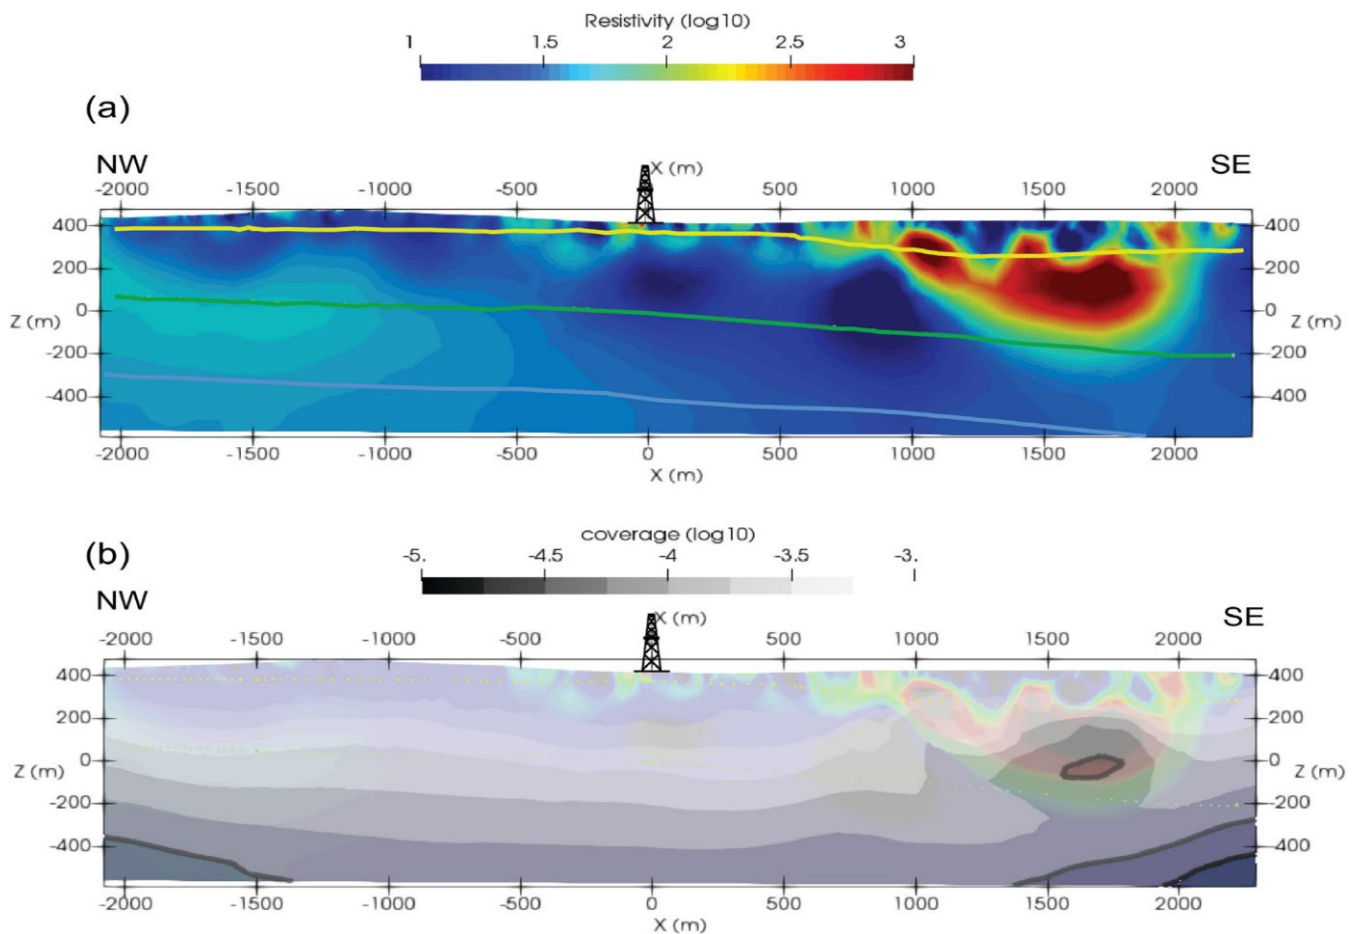 Resistivity (log10)
1 1.5 2 2.5 3
(a)
NW X (m) SE
-2000 -1500 -1000 -500 500 1000 1500 2000
400 400
200 200
0 0
Z (m) Z (m)
-200 -200
-400 -400
-2000 -1500 -1000 -500 0 500 1000 1500 2000
X (m)
(b)
coverage (log10)
-5. -4.5 -4 -3.5 -3.
NW X (m) SE
-2000 -1500 -1000 -500 500 1000 1500 2000
400 400
200 200
0 0
Z (m) Z (m)
-200 -200
-400 -400
-2000 -1500 -1000 -500 0 500 1000 1500 2000
X (m)